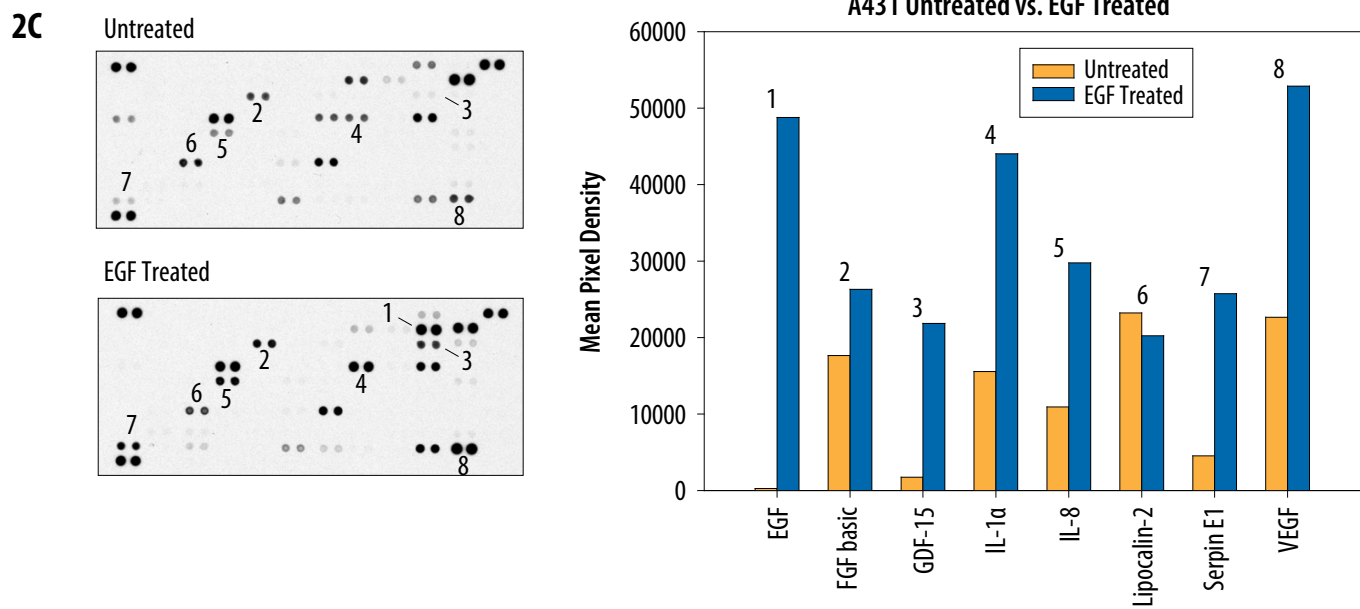 2C
Untreated
2
3
4
5
6
7
8
EGF Treated
1
2
3
4
5
6
7
8
A431 Untreated vs. EGF Treated
Mean Pixel Density
60000
50000
40000
30000
20000
10000
0
Untreated
EGF Treated
1
2
3
4
5
6
7
8
EGF
FGF basic
GDF-15
IL-1α
IL-8
Lipocalin-2
Serpin E1
VEGF